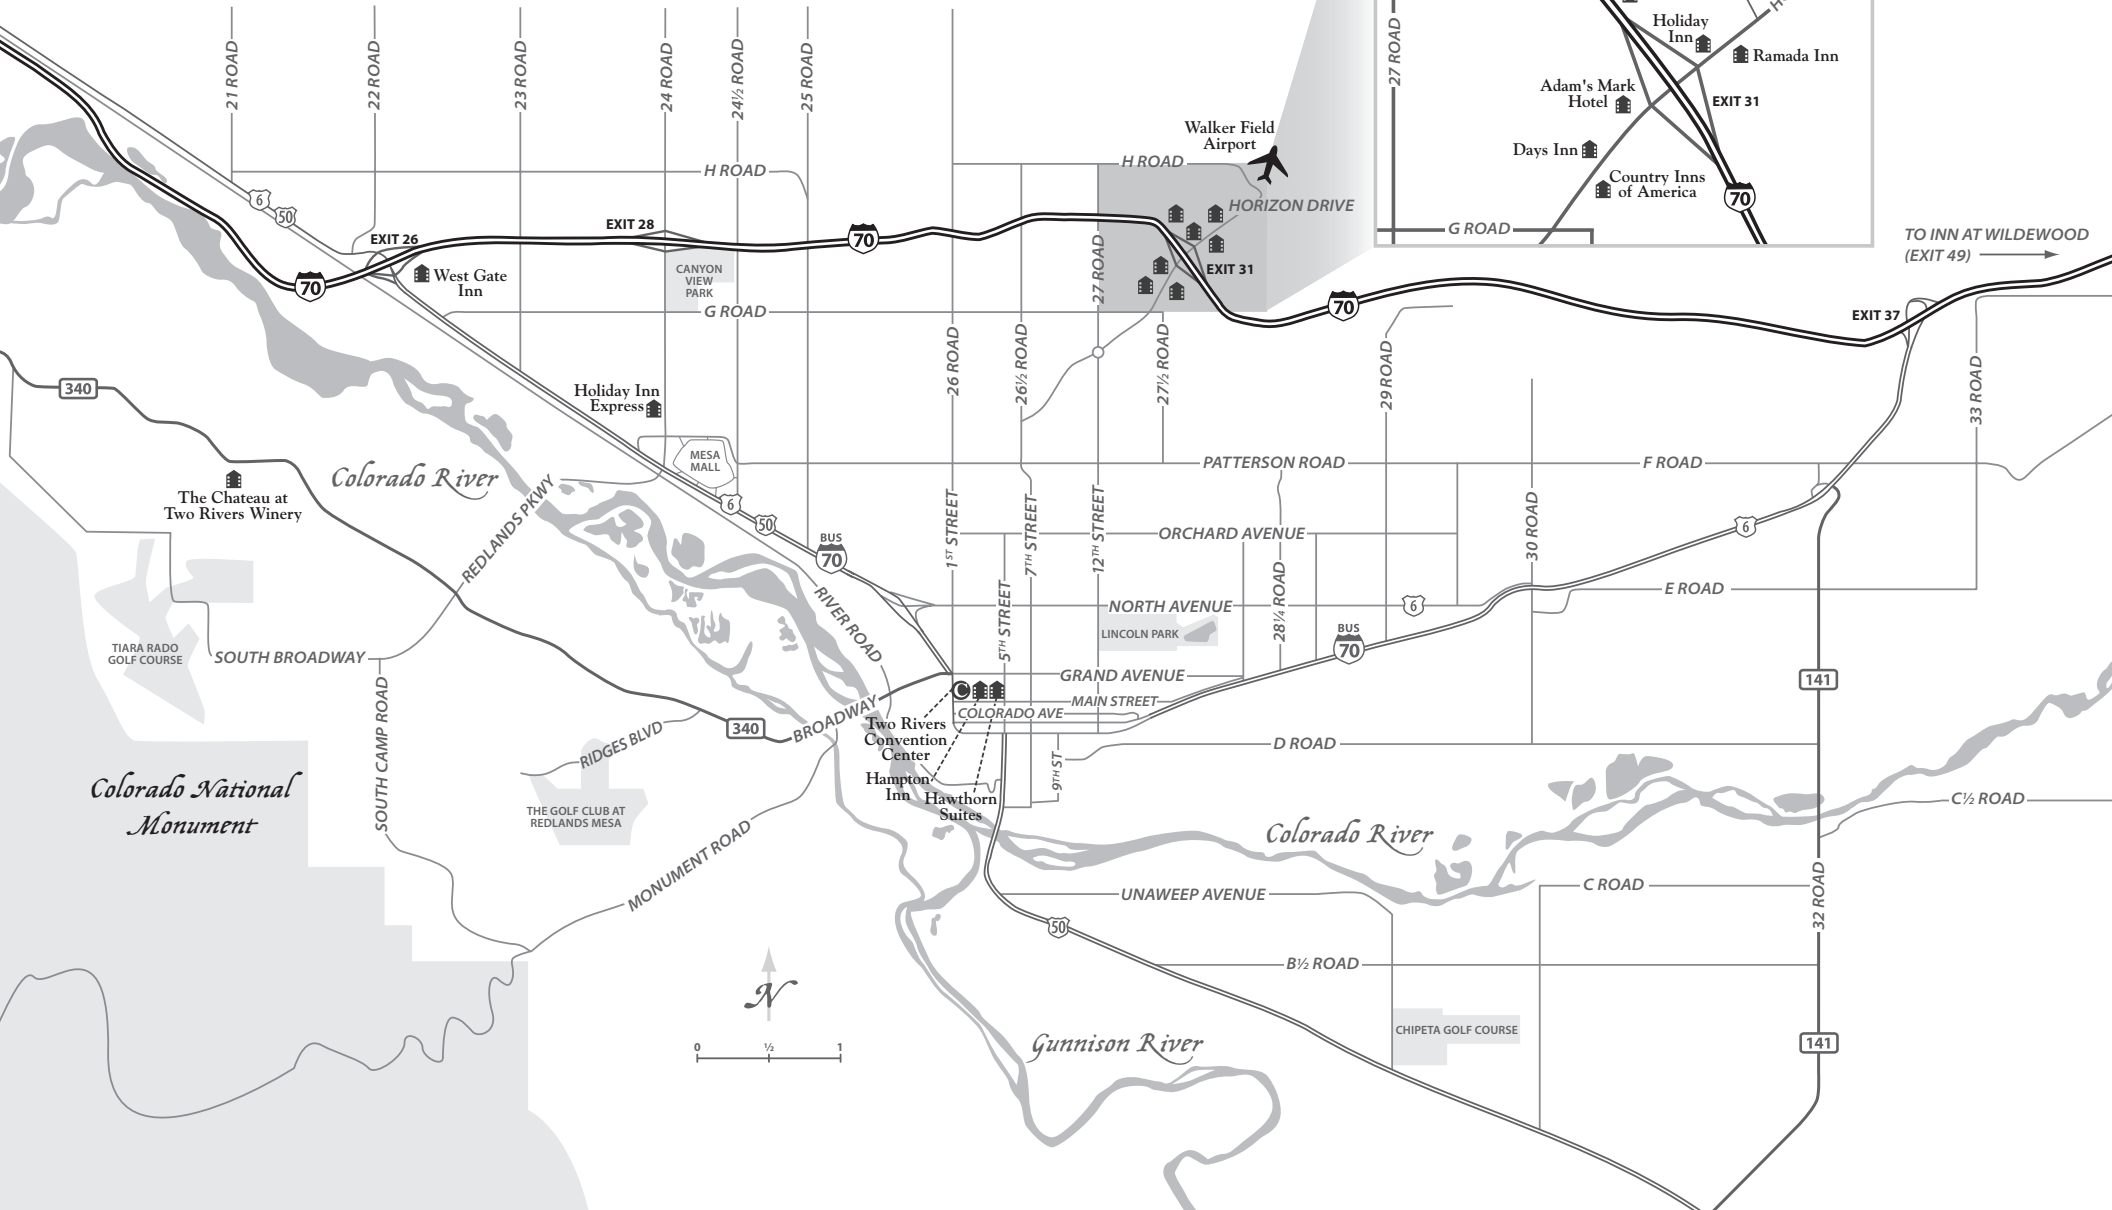 21 ROAD
22 ROAD
23 ROAD
24 ROAD
24½ ROAD
25 ROAD
27 ROAD
Holiday
Inn
Ramada Inn
Adam's Mark
Hotel
EXIT 31
Days Inn
Country Inns
of America
70
G ROAD
Walker Field
Airport
H ROAD
H ROAD
HORIZON DRIVE
6
50
EXIT 26
EXIT 28
70
70
West Gate
Inn
CANYON
VIEW
PARK
G ROAD
27 ROAD
EXIT 31
70
TO INN AT WILDEWOOD
(EXIT 49)
EXIT 37
26 ROAD
26½ ROAD
27½ ROAD
29 ROAD
33 ROAD
340
Holiday Inn
Express
MESA
MALL
PATTERSON ROAD
F ROAD
Colorado River
The Chateau at
Two Rivers Winery
REDLANDS PKWY
6
50
BUS
70
1ST STREET
7TH STREET
12TH STREET
ORCHARD AVENUE
30 ROAD
6
28¼ ROAD
E ROAD
RIVER ROAD
5TH STREET
NORTH AVENUE
6
LINCOLN PARK
BUS
70
TIARA RADO
GOLF COURSE
SOUTH BROADWAY
GRAND AVENUE
MAIN STREET
COLORADO AVE
141
SOUTH CAMP ROAD
340
BROADWAY
RIDGES BLVD
Two Rivers
Convention
Center
Hampton
Inn
Hawthorn
Suites
9TH ST
D ROAD
Colorado National
Monument
THE GOLF CLUB AT
REDLANDS MESA
MONUMENT ROAD
Colorado River
C½ ROAD
UNAWEEP AVENUE
C ROAD
32 ROAD
50
B½ ROAD
N
0 ½ 1
Gunnison River
CHIPETA GOLF COURSE
141